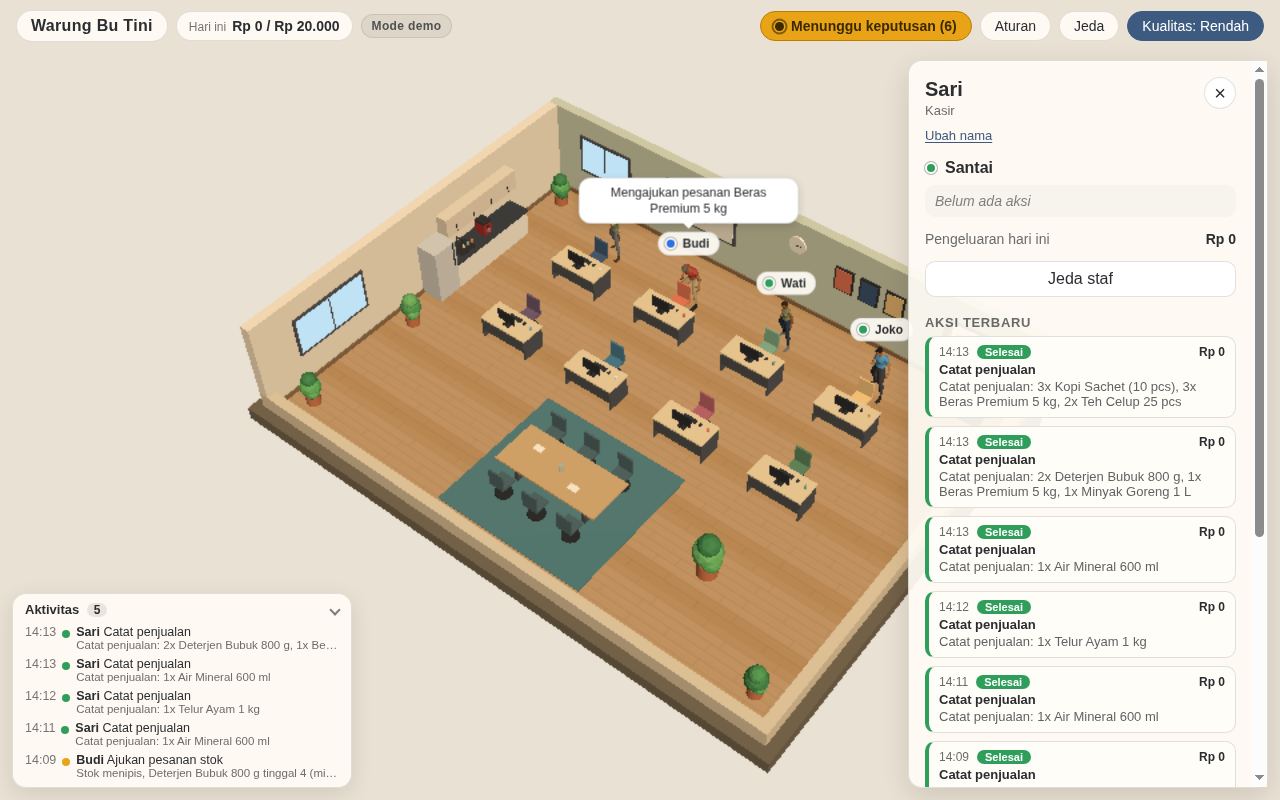 Warung Bu Tini
Hari ini Rp 0 / Rp 20.000
Mode demo
Menunggu keputusan (6)
Aturan
Jeda
Kualitas: Rendah
Mengajukan pesanan Beras
Premium 5 kg
Budi
Wati
Joko
Sari
Kasir
Ubah nama
Santai
Belum ada aksi
Pengeluaran hari ini Rp 0
Jeda staf
AKSI TERBARU
14:13 Selesai Rp 0
Catat penjualan
Catat penjualan: 3x Kopi Sachet (10 pcs), 3x
Beras Premium 5 kg, 2x Teh Celup 25 pcs
14:13 Selesai Rp 0
Catat penjualan
Catat penjualan: 2x Deterjen Bubuk 800 g, 1x
Beras Premium 5 kg, 1x Minyak Goreng 1 L
14:13 Selesai Rp 0
Catat penjualan
Catat penjualan: 1x Air Mineral 600 ml
14:12 Selesai Rp 0
Catat penjualan
Catat penjualan: 1x Telur Ayam 1 kg
14:11 Selesai Rp 0
Catat penjualan
Catat penjualan: 1x Air Mineral 600 ml
14:09 Selesai Rp 0
Catat penjualan
Aktivitas 5
14:13 Sari Catat penjualan
Catat penjualan: 2x Deterjen Bubuk 800 g, 1x Be…
14:13 Sari Catat penjualan
Catat penjualan: 1x Air Mineral 600 ml
14:12 Sari Catat penjualan
Catat penjualan: 1x Telur Ayam 1 kg
14:11 Sari Catat penjualan
Catat penjualan: 1x Air Mineral 600 ml
14:09 Budi Ajukan pesanan stok
Stok menipis, Deterjen Bubuk 800 g tinggal 4 (mi…